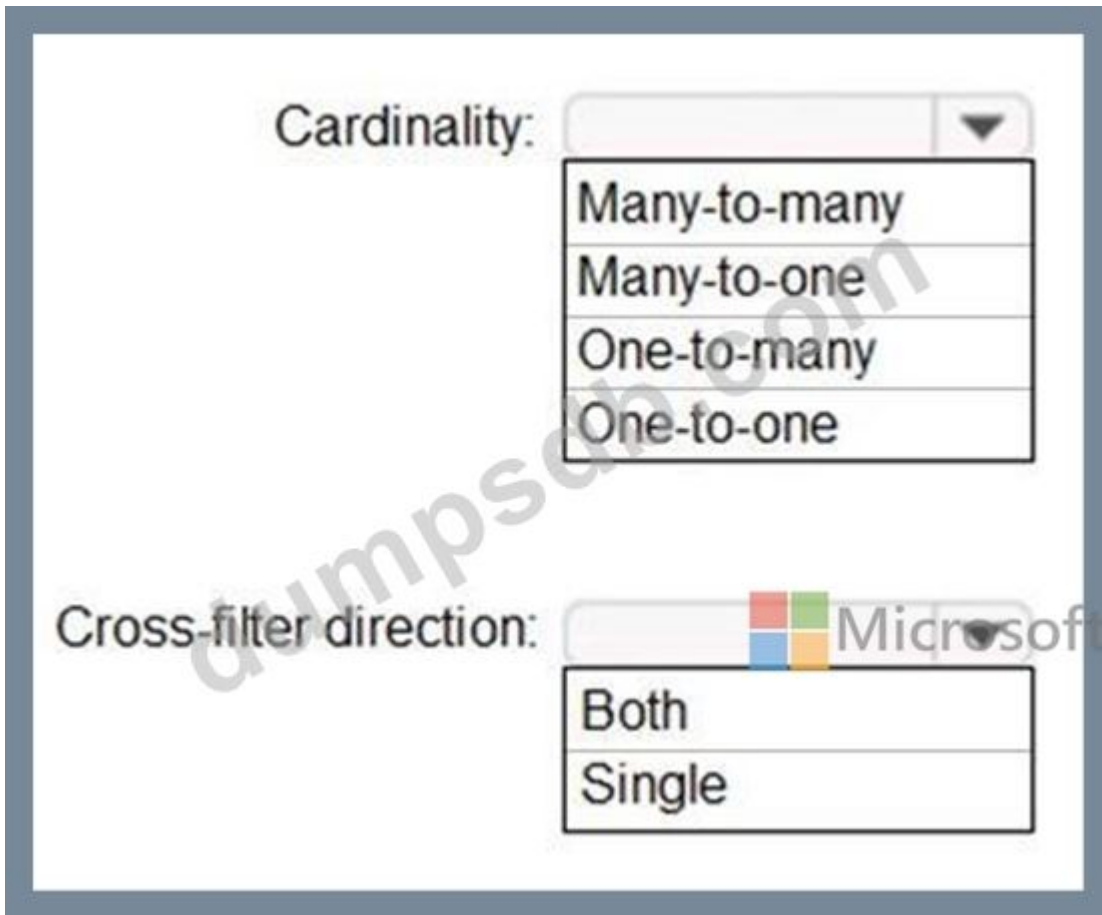 Cardinality:
Many-to-many
Many-to-one
One-to-many
One-to-one
dumpsdb.com
Cross-filter direction:
Microsoft
Both
Single